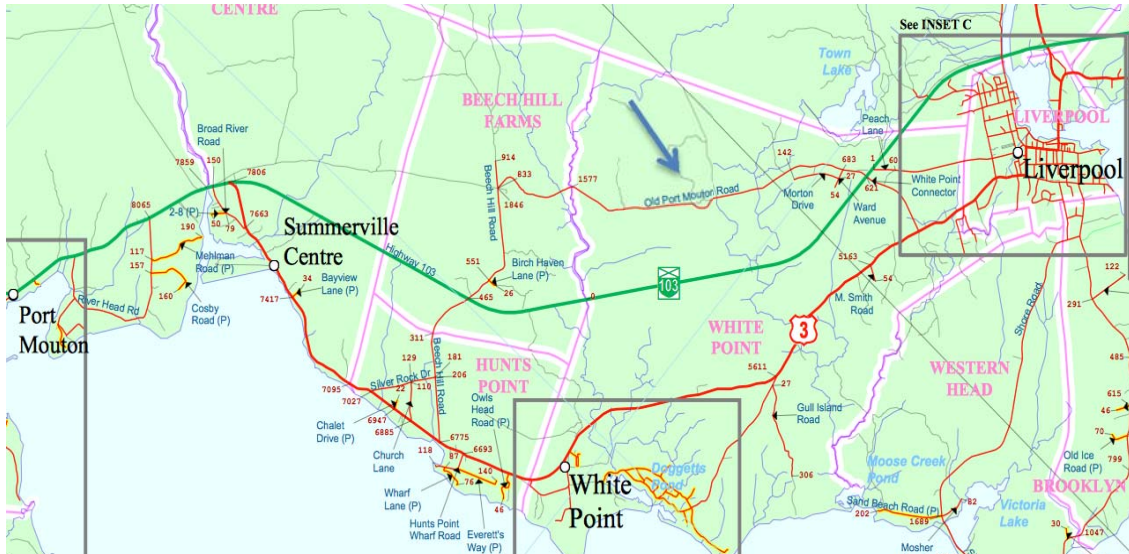 CENTRE
See INSET C
Town
Lake
Peach
Lane
BEECH HILL
FARMS
LIVERPOOL
Liverpool
Broad River
Road
7859
150
7806
914
833
1846
1577
142
683
27
54
1
60
621
Old Port Mouton Road
Morton
Drive
Ward
Avenue
White Point
Connector
8065
2-8 (P)
50
79
7663
190
117
157
160
Mehlman
Road (P)
Summerville
Centre
Highway 103
Beech Hill Road
551
Birch Haven
Lane (P)
26
465
0
103
5163
54
M. Smith
Road
122
291
Shore Road
River Head Rd
Cosby
Road (P)
34
Bayview
Lane (P)
7417
Port
Mouton
311
129
181
206
Beech Hill Road
Silver Rock Dr
22
110
HUNTS
POINT
WHITE
POINT
3
WESTERN
HEAD
7095
7027
6947
6885
Chalet
Drive (P)
Church
Lane
Owls
Head
Road (P)
5611
27
Gull Island
Road
485
615
46
70
799
118
87
6775
6693
140
76
46
Wharf
Lane (P)
Hunts Point
Wharf Road
Everett's
Way (P)
White
Point
Doggetts
Pond
306
Moose Creek
Pond
Old Ice
Road (P)
BROOKLYN
Sand Beach Road (P)
202
1689
82
Mosher
Victoria
Lake
30
1047